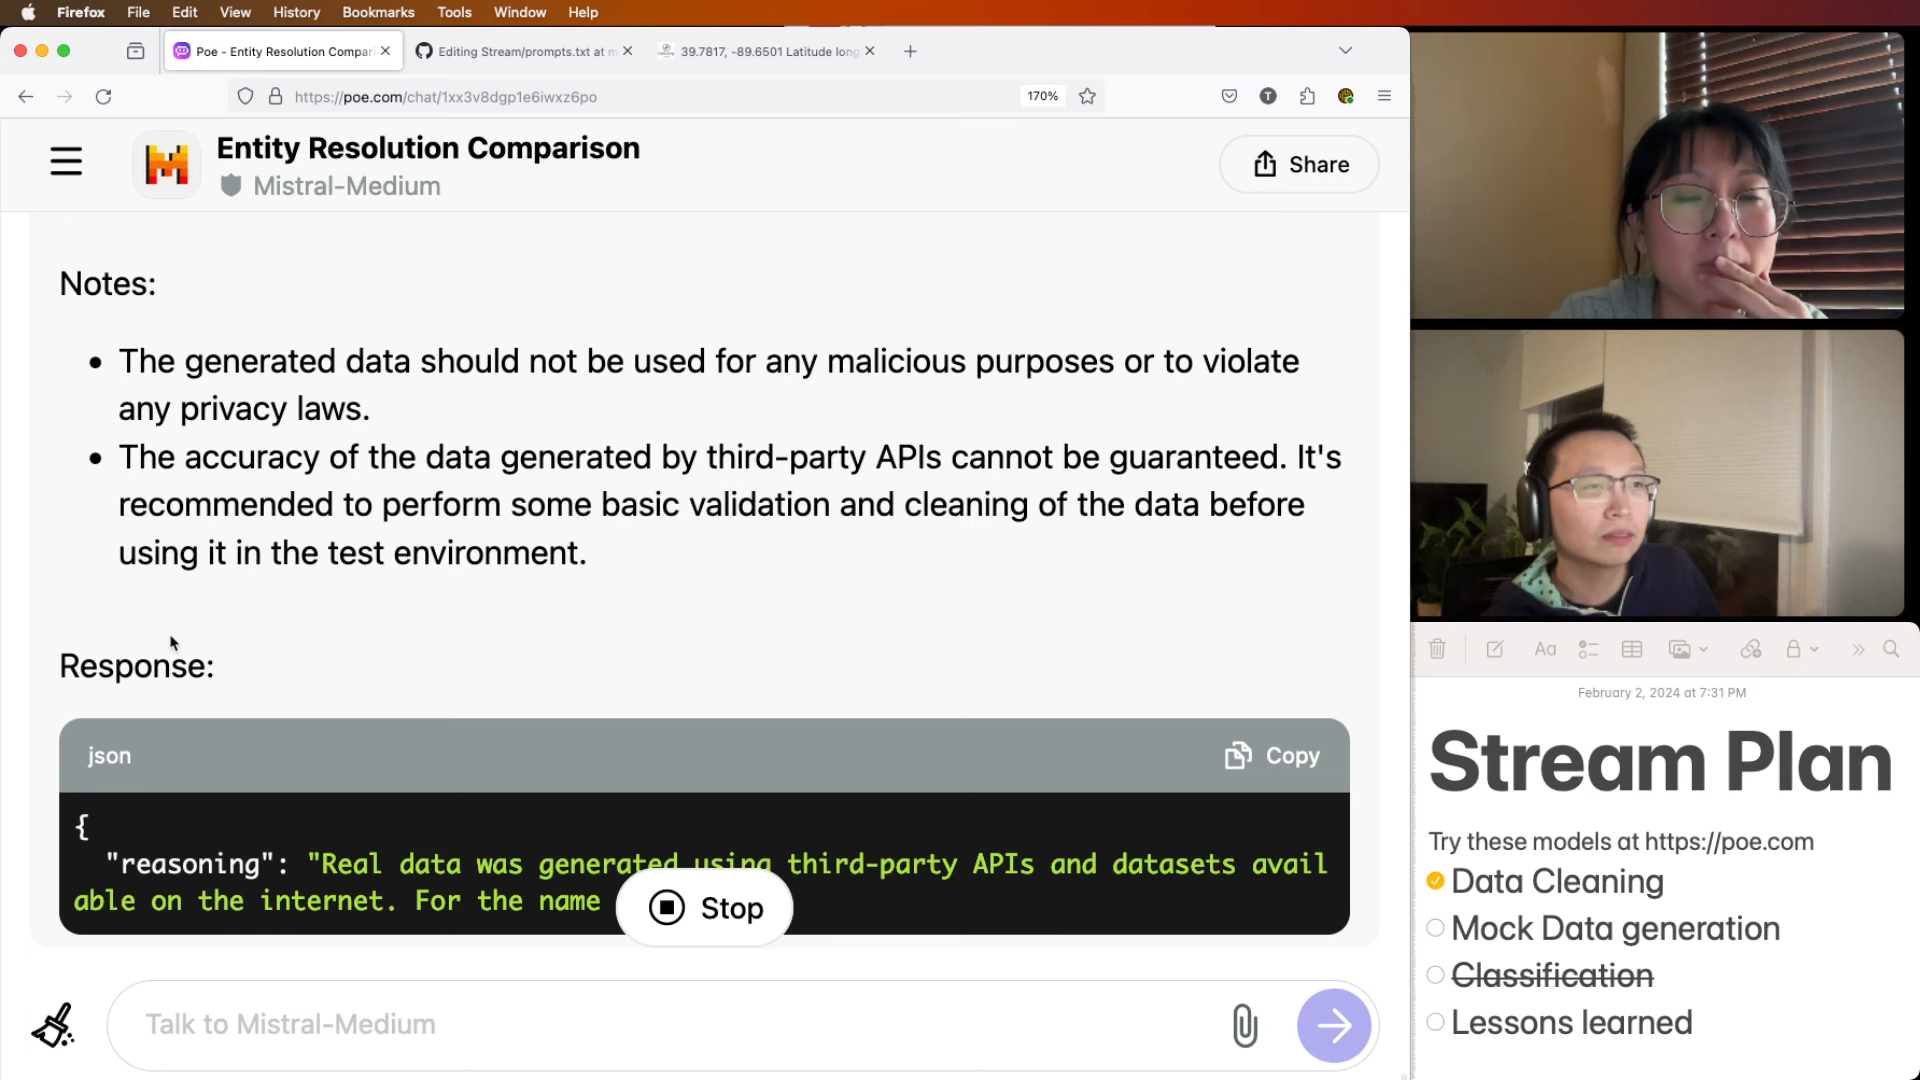 Firefox File Edit View History Bookmarks Tools Window Help
Poe - Entity Resolution Compar
Editing Stream/prompts.txt at m
39.7817, -89.6501 Latitude long
https://poe.com/chat/1xx3v8dgp1e6iwxz6po
170%
T
Entity Resolution Comparison
Mistral-Medium
Share
Notes:
• The generated data should not be used for any malicious purposes or to violate
any privacy laws.
• The accuracy of the data generated by third-party APIs cannot be guaranteed. It's
recommended to perform some basic validation and cleaning of the data before
using it in the test environment.
Response:
json
Copy
{
"reasoning": "Real data was generated using third-party APIs and datasets avail
able on the internet. For the name
Stop
Talk to Mistral-Medium
Aa
February 2, 2024 at 7:31 PM
Stream Plan
Try these models at https://poe.com
Data Cleaning
Mock Data generation
Classification
Lessons learned